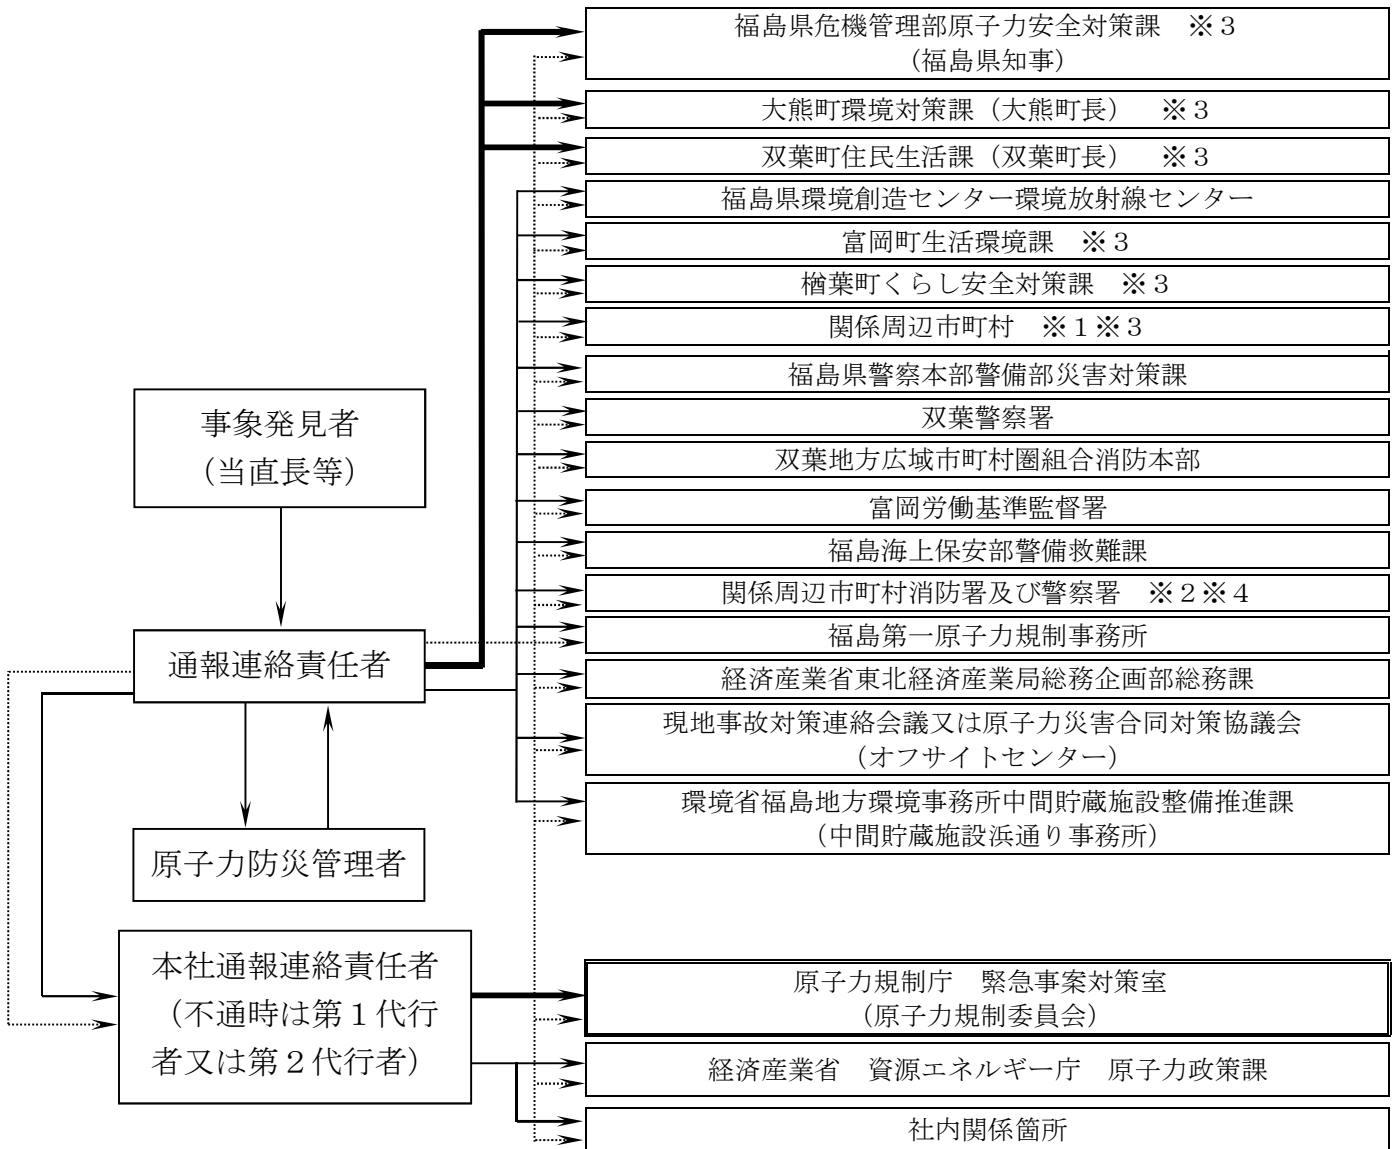 福島県危機管理部原子力安全対策課　※３
（福島県知事）
大熊町環境対策課（大熊町長）　※３
双葉町住民生活課（双葉町長）　※３
福島県環境創造センター環境放射線センター
富岡町生活環境課　※３
楢葉町くらし安全対策課　※３
関係周辺市町村　※１※３
福島県警察本部警備部災害対策課
双葉警察署
双葉地方広域市町村圏組合消防本部
富岡労働基準監督署
福島海上保安部警備救難課
関係周辺市町村消防署及び警察署　※２※４
福島第一原子力規制事務所
経済産業省東北経済産業局総務企画部総務課
現地事故対策連絡会議又は原子力災害合同対策協議会
（オフサイトセンター）
環境省福島地方環境事務所中間貯蔵施設整備推進課
（中間貯蔵施設浜通り事務所）
事象発見者
（当直長等）
通報連絡責任者
原子力防災管理者
本社通報連絡責任者
（不通時は第１代行
者又は第２代行者）
原子力規制庁　緊急事案対策室
（原子力規制委員会）
経済産業省　資源エネルギー庁　原子力政策課
社内関係箇所